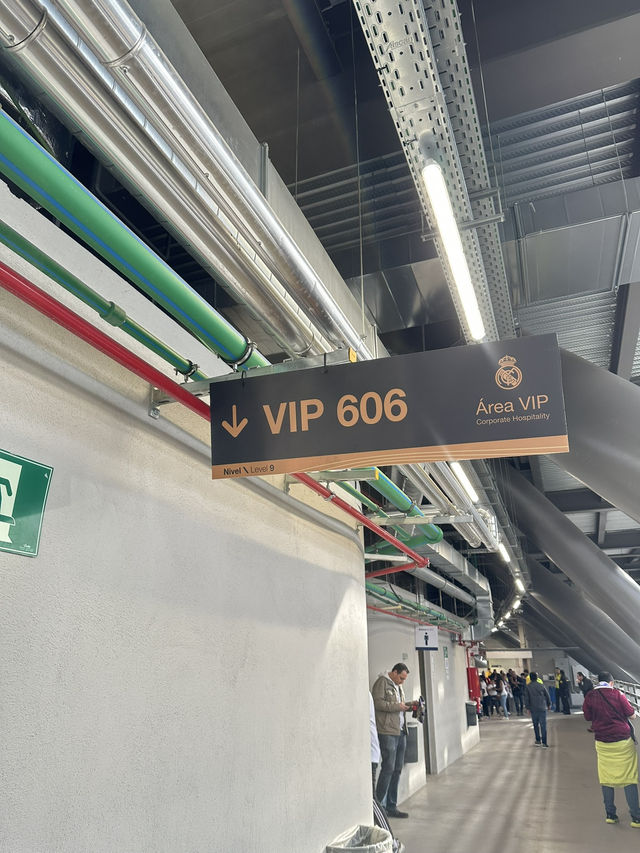 ↓ VIP 606
Área VIP
Corporate Hospitality
Nivel \ Level 9